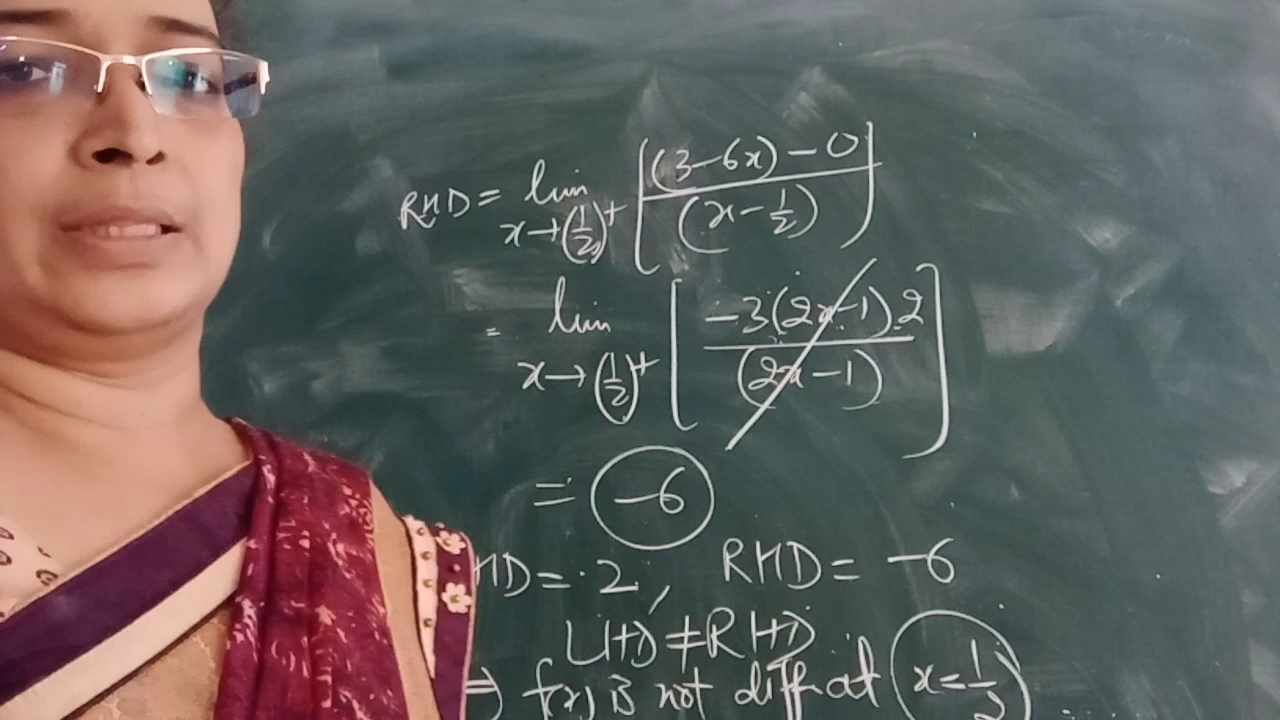 RHD = lim x→(1/2)+ [(3-6x) - 0 / (x - 1/2)]
= lim x→(1/2)+ [-3(2x-1).2 / (2x-1)]
= -6
HD = 2, RHD = -6
LHD ≠ RHD
⇒ f(x) is not diff at x = 1/2